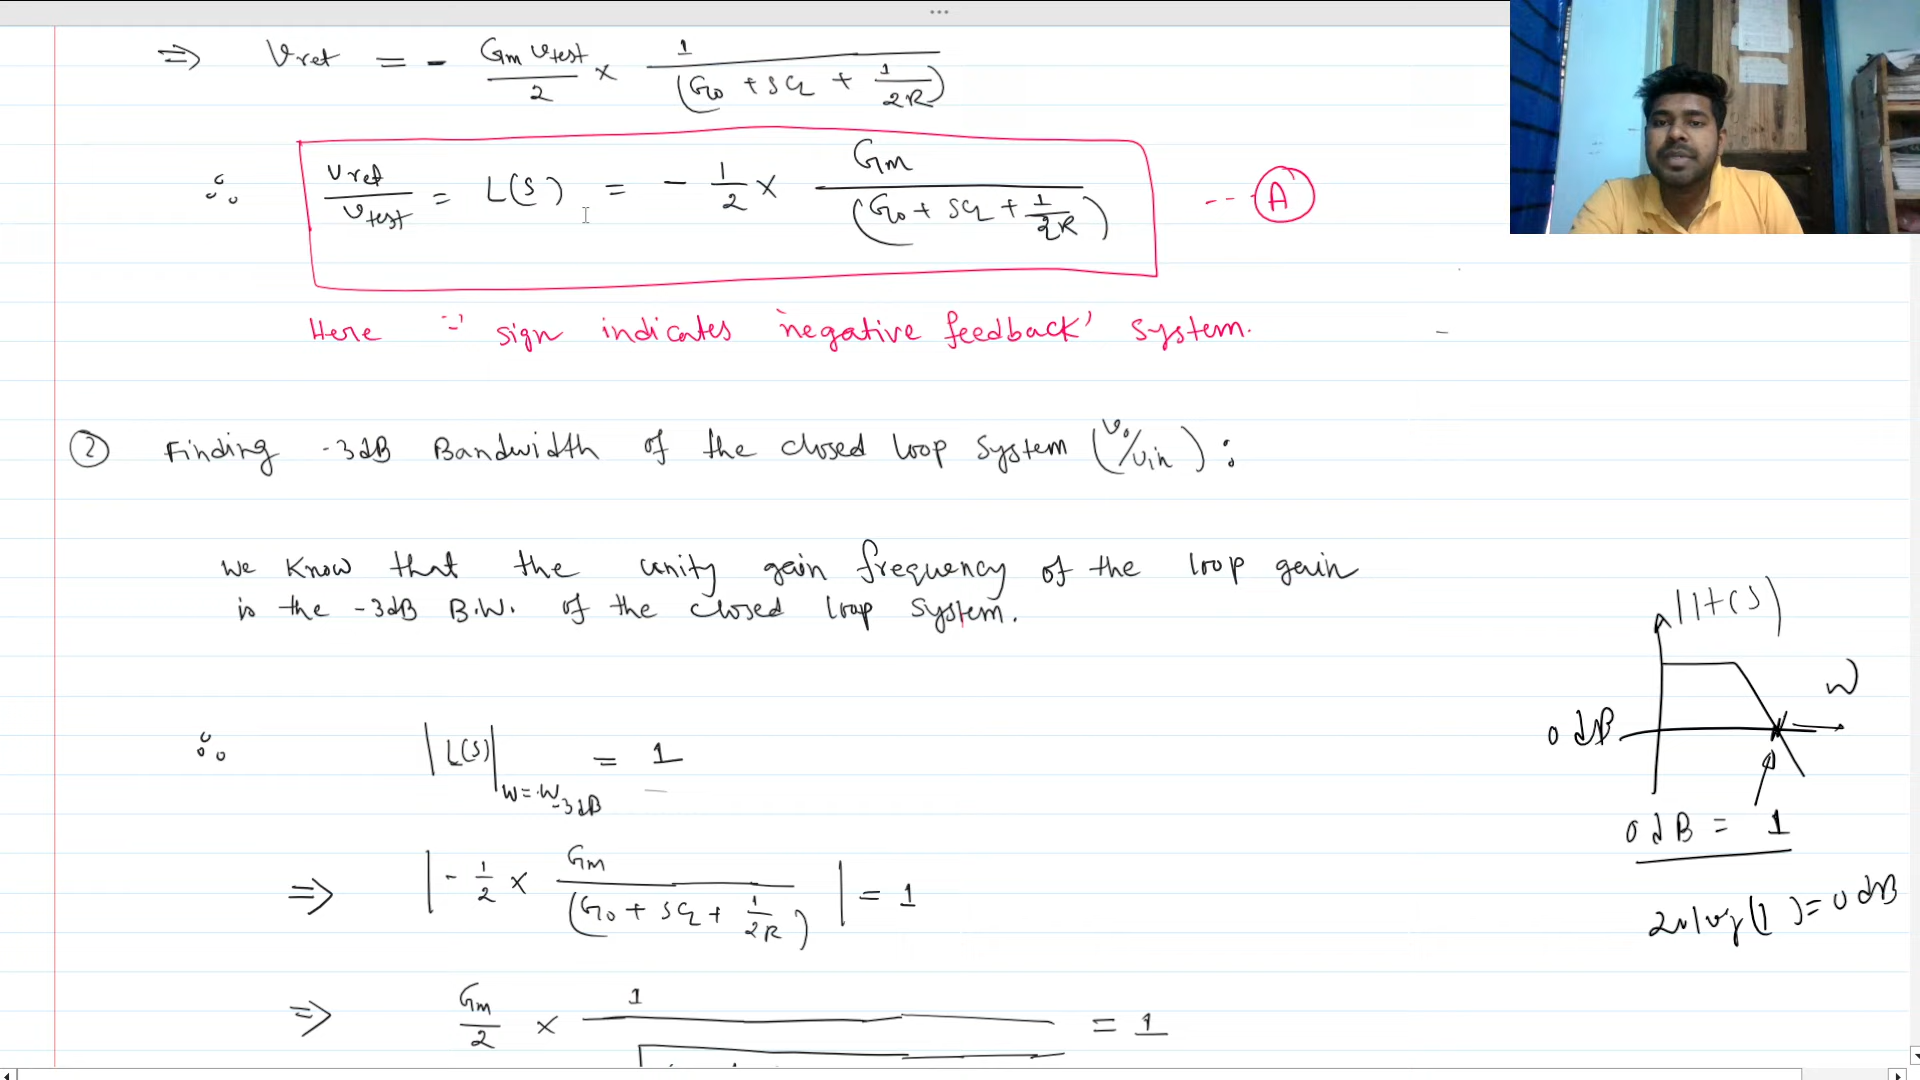 ⇒ Vret = - Gm Vtest / 2 × 1 / (Go + sCL + 1/2R)
∴ Vret / Vtest = L(s) = - 1/2 × Gm / (Go + sCL + 1/2R) --- A
Here '-' sign indicates 'negative feedback' system.
② Finding -3dB Bandwidth of the closed loop system (Vo/Vin) :
We know that the unity gain frequency of the loop gain
is the -3dB B.W. of the closed loop system.
|H(s)|
ω
0 dB
∴ |L(s)| ω=ω-3dB = 1
0 dB = 1
⇒ | - 1/2 × Gm / (Go + sCL + 1/2R) | = 1
20log(1) = 0 dB
⇒ Gm / 2 × 1 / = 1